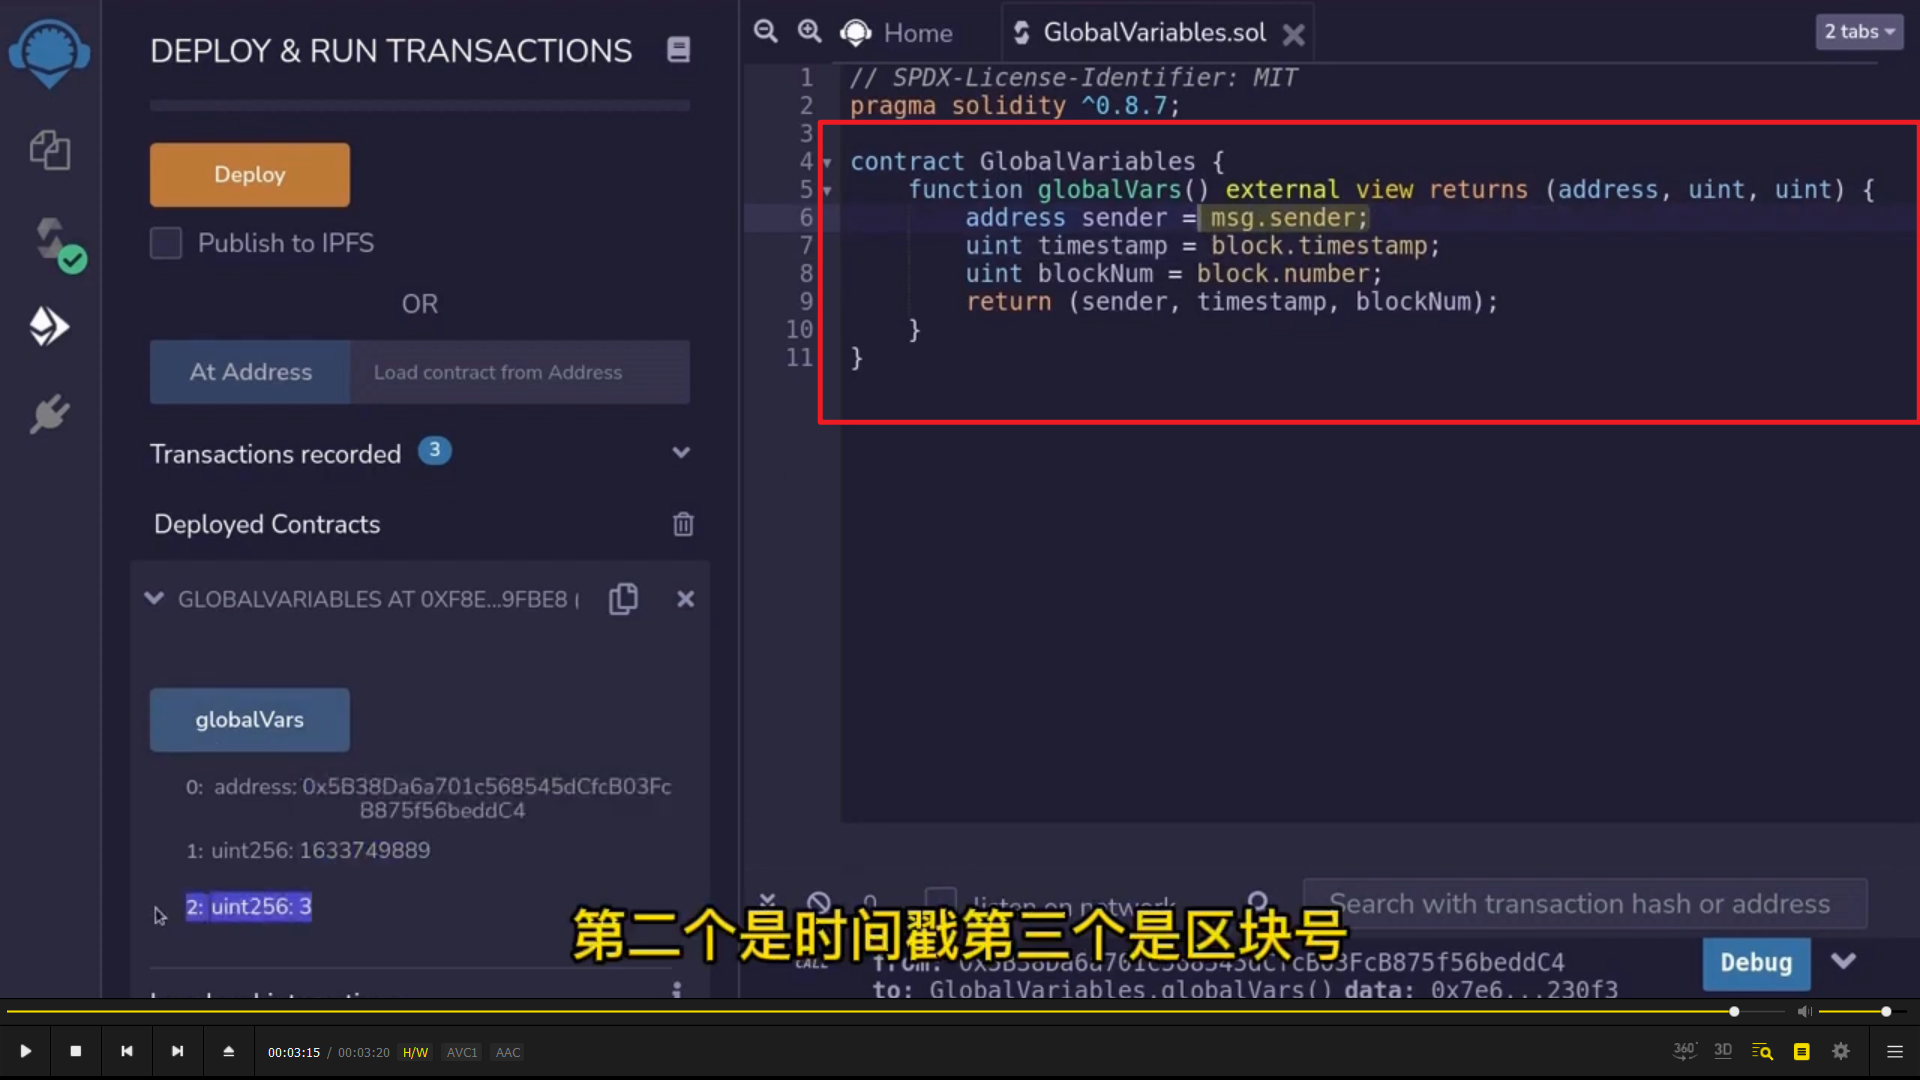 DEPLOY & RUN TRANSACTIONS
Deploy
Publish to IPFS
OR
At Address
Load contract from Address
Transactions recorded 3
Deployed Contracts
GLOBALVARIABLES AT 0XF8E...9FBE8 (
globalVars
0: address: 0x5B38Da6a701c568545dCfcB03Fc
B875f56beddC4
1: uint256: 1633749889
2: uint256: 3
Home
GlobalVariables.sol
2 tabs
1 // SPDX-License-Identifier: MIT
2 pragma solidity ^0.8.7;
3
4 contract GlobalVariables {
5 function globalVars() external view returns (address, uint, uint) {
6 address sender = msg.sender;
7 uint timestamp = block.timestamp;
8 uint blockNum = block.number;
9 return (sender, timestamp, blockNum);
10 }
11 }
0 listen on network
Search with transaction hash or address
第二个是时间戳第三个是区块号
CALL from: 0x5B38Da6a701c568545dCfcB03FcB875f56beddC4
to: GlobalVariables.globalVars() data: 0x7e6...230f3
Debug
00:03:15 / 00:03:20 H/W AVC1 AAC
360° 3D